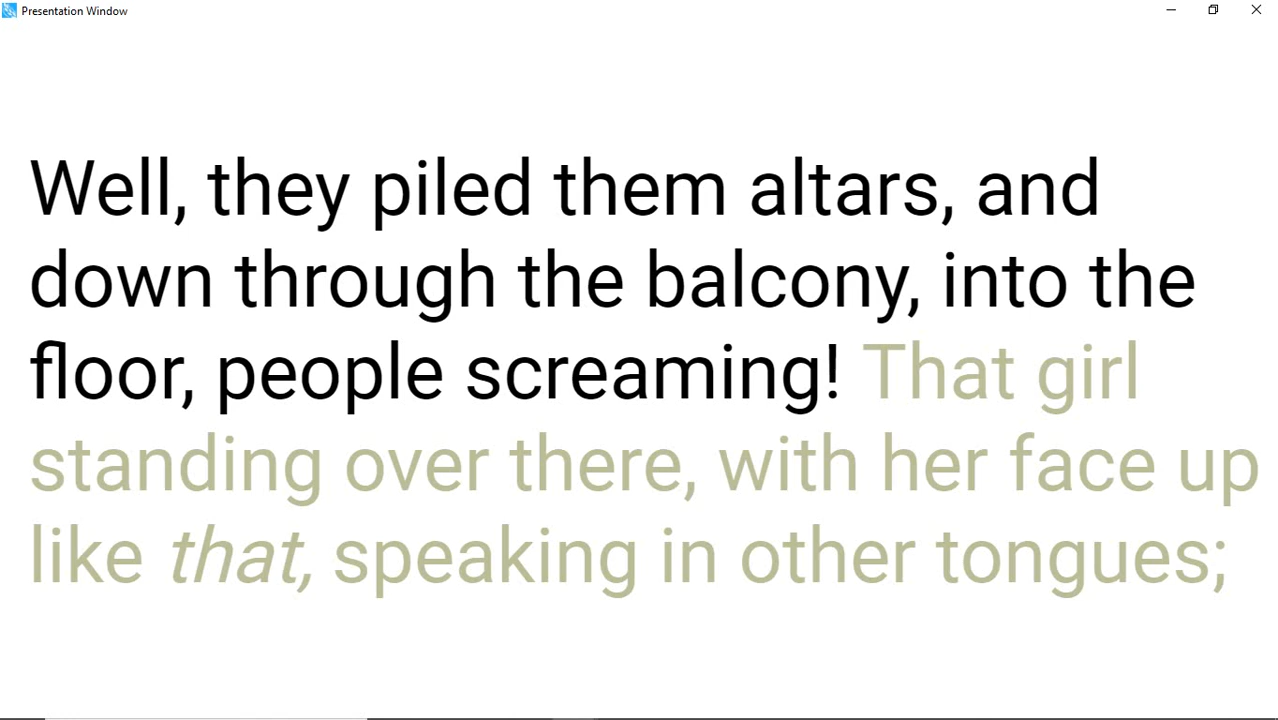 Presentation Window
Well, they piled them altars, and
down through the balcony, into the
floor, people screaming! That girl
standing over there, with her face up
like that, speaking in other tongues;